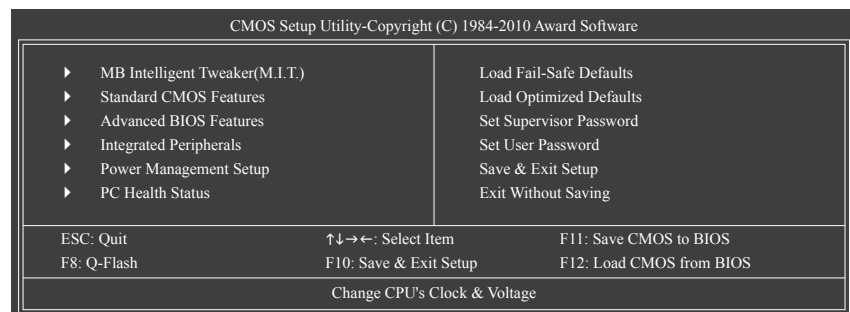 CMOS Setup Utility-Copyright (C) 1984-2010 Award Software
MB Intelligent Tweaker(M.I.T.)
Standard CMOS Features
Advanced BIOS Features
Integrated Peripherals
Power Management Setup
PC Health Status
Load Fail-Safe Defaults
Load Optimized Defaults
Set Supervisor Password
Set User Password
Save & Exit Setup
Exit Without Saving
ESC: Quit ↑↓→←: Select Item F11: Save CMOS to BIOS
F8: Q-Flash F10: Save & Exit Setup F12: Load CMOS from BIOS
Change CPU's Clock & Voltage